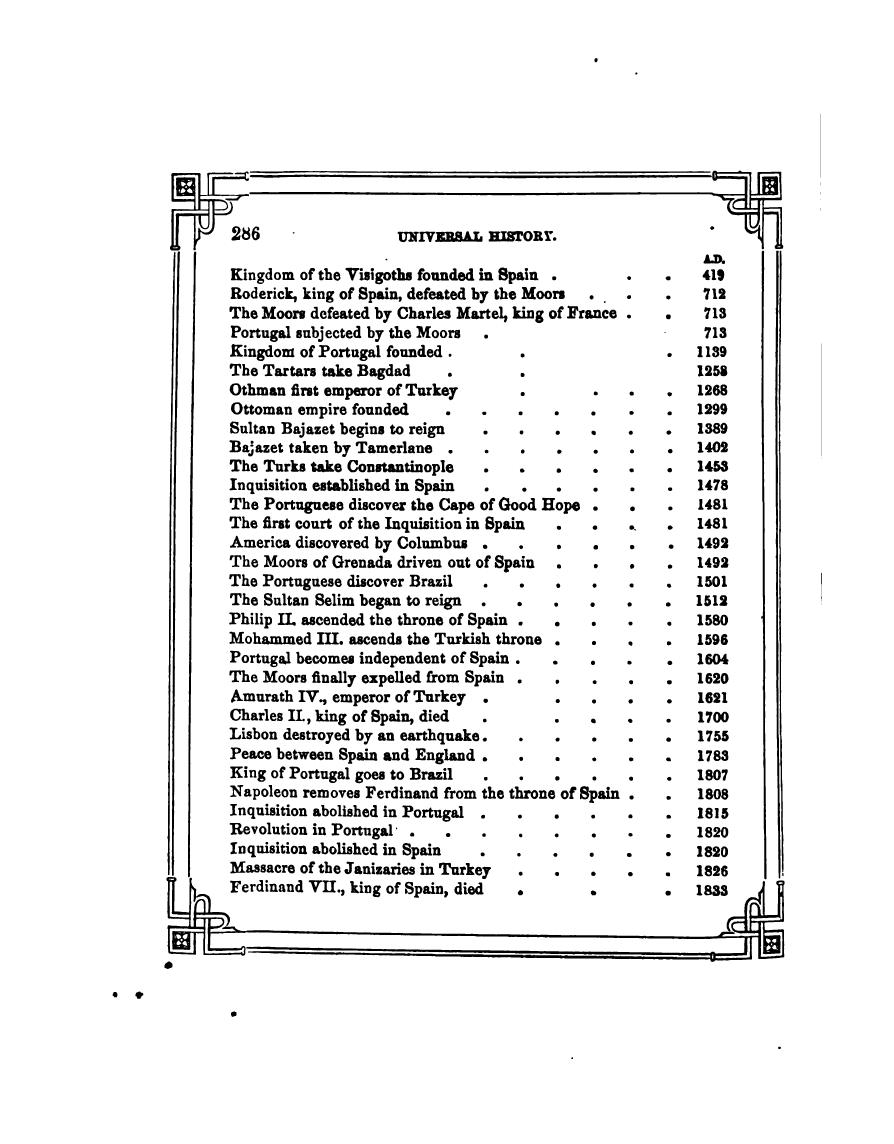 286 UNIVERSAL HISTORY.
A.D.
Kingdom of the Visigoths founded in Spain . . . 419
Roderick, king of Spain, defeated by the Moors . . . 712
The Moors defeated by Charles Martel, king of France . . 713
Portugal subjected by the Moors . 713
Kingdom of Portugal founded . . . 1139
The Tartars take Bagdad . . 1258
Othman first emperor of Turkey . . . . 1268
Ottoman empire founded . . . . . . . 1299
Sultan Bajazet begins to reign . . . . . . 1389
Bajazet taken by Tamerlane . . . . . . . 1402
The Turks take Constantinople . . . . . . 1453
Inquisition established in Spain . . . . . . 1478
The Portuguese discover the Cape of Good Hope . . . 1481
The first court of the Inquisition in Spain . . . . 1481
America discovered by Columbus . . . . . . 1492
The Moors of Grenada driven out of Spain . . . . 1492
The Portuguese discover Brazil . . . . . . 1501
The Sultan Selim began to reign . . . . . . 1512
Philip II. ascended the throne of Spain . . . . . 1580
Mohammed III. ascends the Turkish throne . . . . 1596
Portugal becomes independent of Spain . . . . . 1604
The Moors finally expelled from Spain . . . . . 1620
Amurath IV., emperor of Turkey . . . . . 1621
Charles II., king of Spain, died . . . . . 1700
Lisbon destroyed by an earthquake . . . . . . 1755
Peace between Spain and England . . . . . . 1783
King of Portugal goes to Brazil . . . . . . 1807
Napoleon removes Ferdinand from the throne of Spain . . 1808
Inquisition abolished in Portugal . . . . . . 1815
Revolution in Portugal . . . . . . . . 1820
Inquisition abolished in Spain . . . . . . 1820
Massacre of the Janizaries in Turkey . . . . . 1826
Ferdinand VII., king of Spain, died . . . 1833